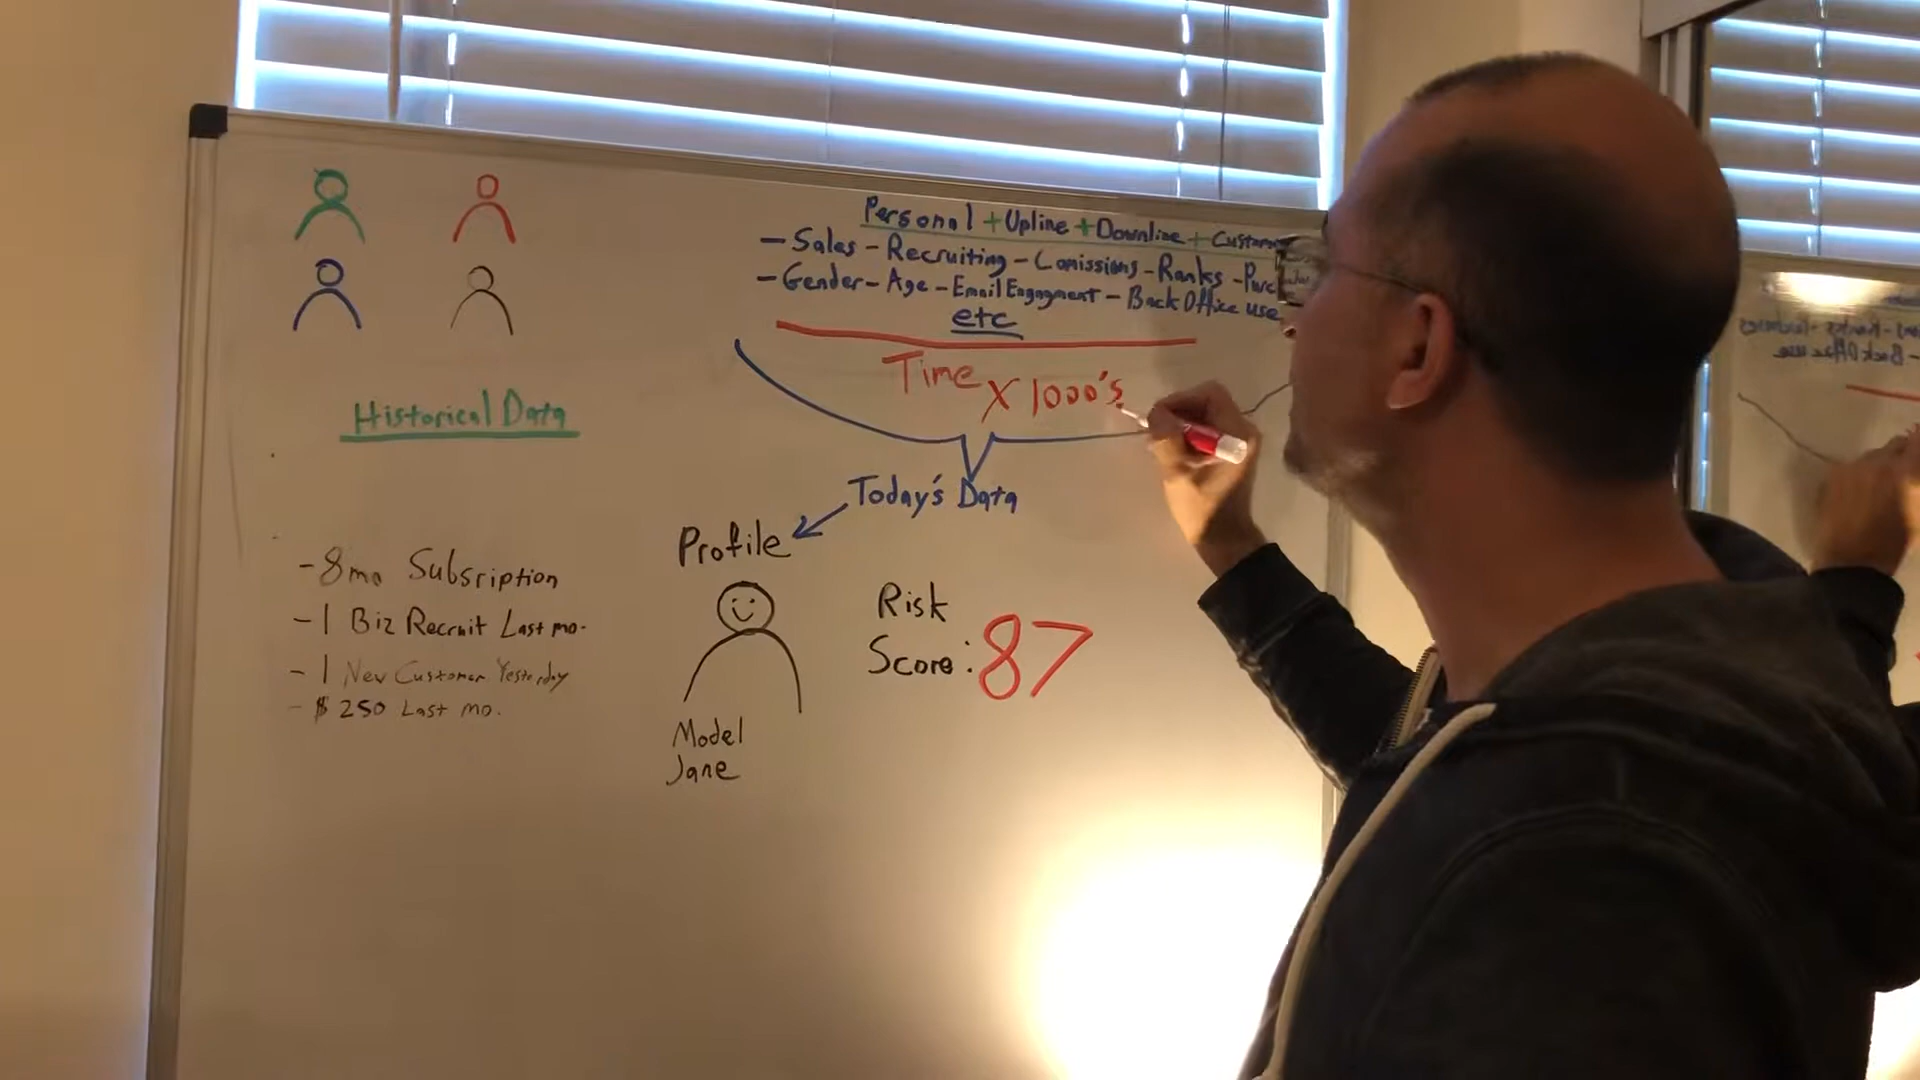 Personal + Upline + Downline + Custom
- Sales - Recruiting - Comissions - Ranks - Purc
- Gender - Age - Email Engagment - Back Office use
etc
Time X 1000's
Historical Data
Today's Data
Profile
- 8mo Subsription
- 1 Biz Recruit Last mo.
- 1 New Customer Yesterday
- $250 Last mo.
Risk
Score: 87
Model
Jane